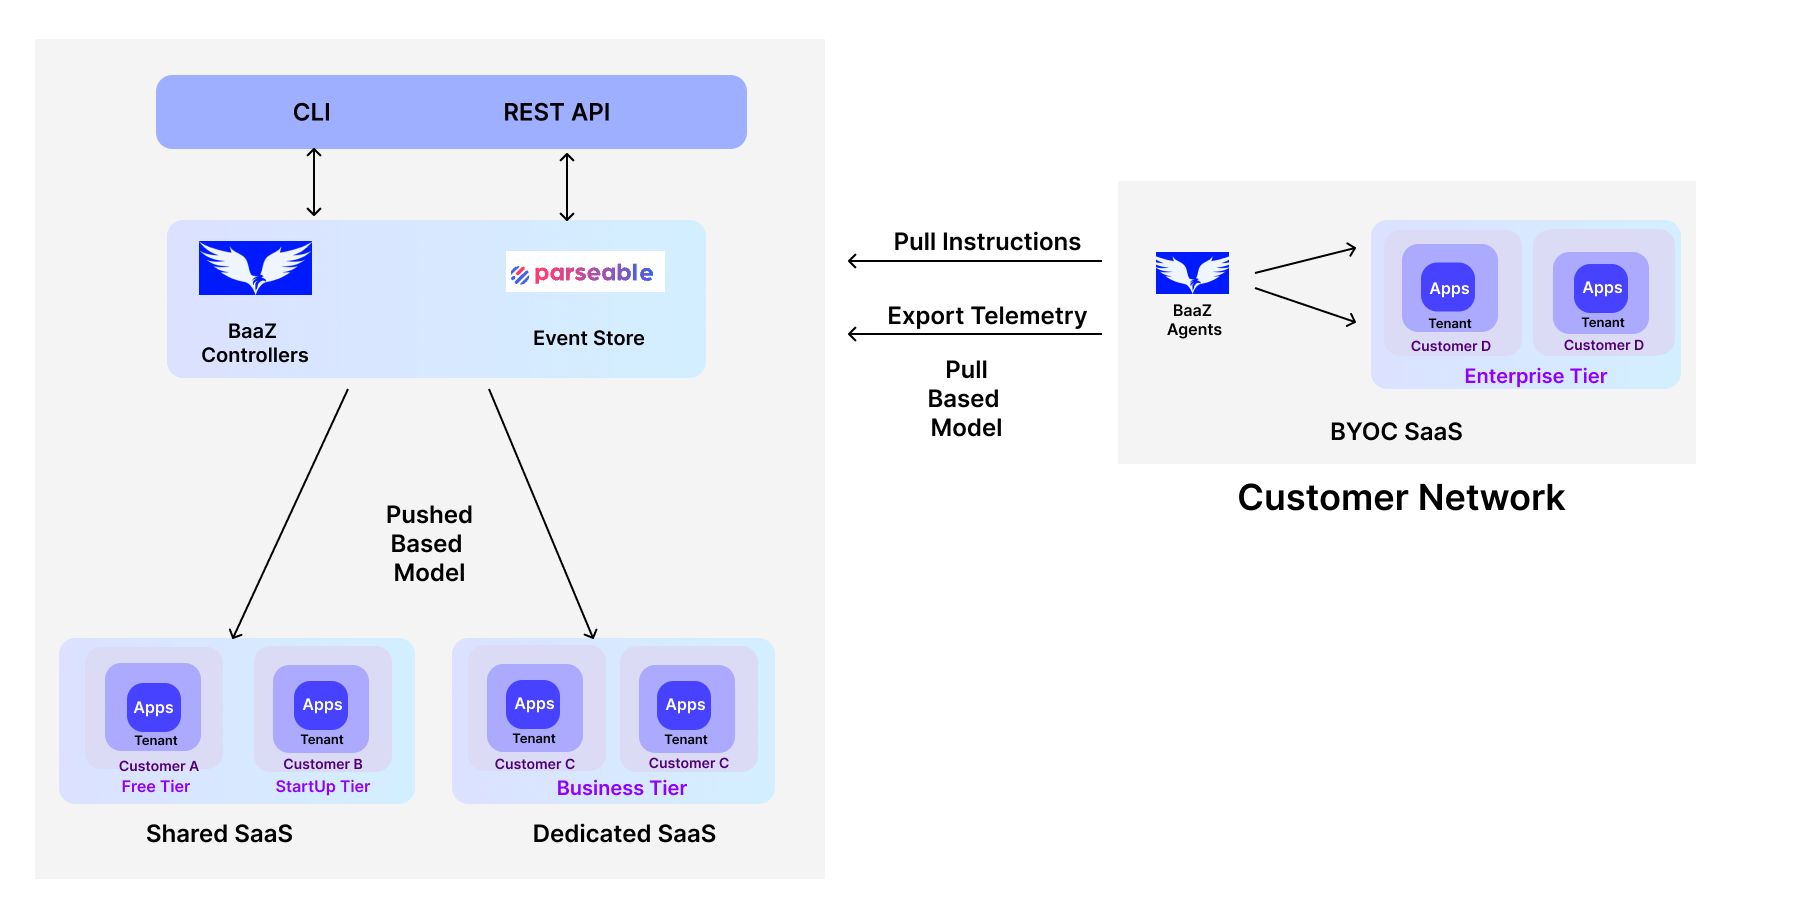 CLI
REST API
BaaZ
Controllers
parseable
Event Store
Pushed
Based
Model
Apps
Tenant
Customer A
Free Tier
Apps
Tenant
Customer B
StartUp Tier
Shared SaaS
Apps
Tenant
Customer C
Apps
Tenant
Customer C
Business Tier
Dedicated SaaS
Pull Instructions
Export Telemetry
Pull
Based
Model
BaaZ
Agents
Apps
Tenant
Customer D
Apps
Tenant
Customer D
Enterprise Tier
BYOC SaaS
Customer Network